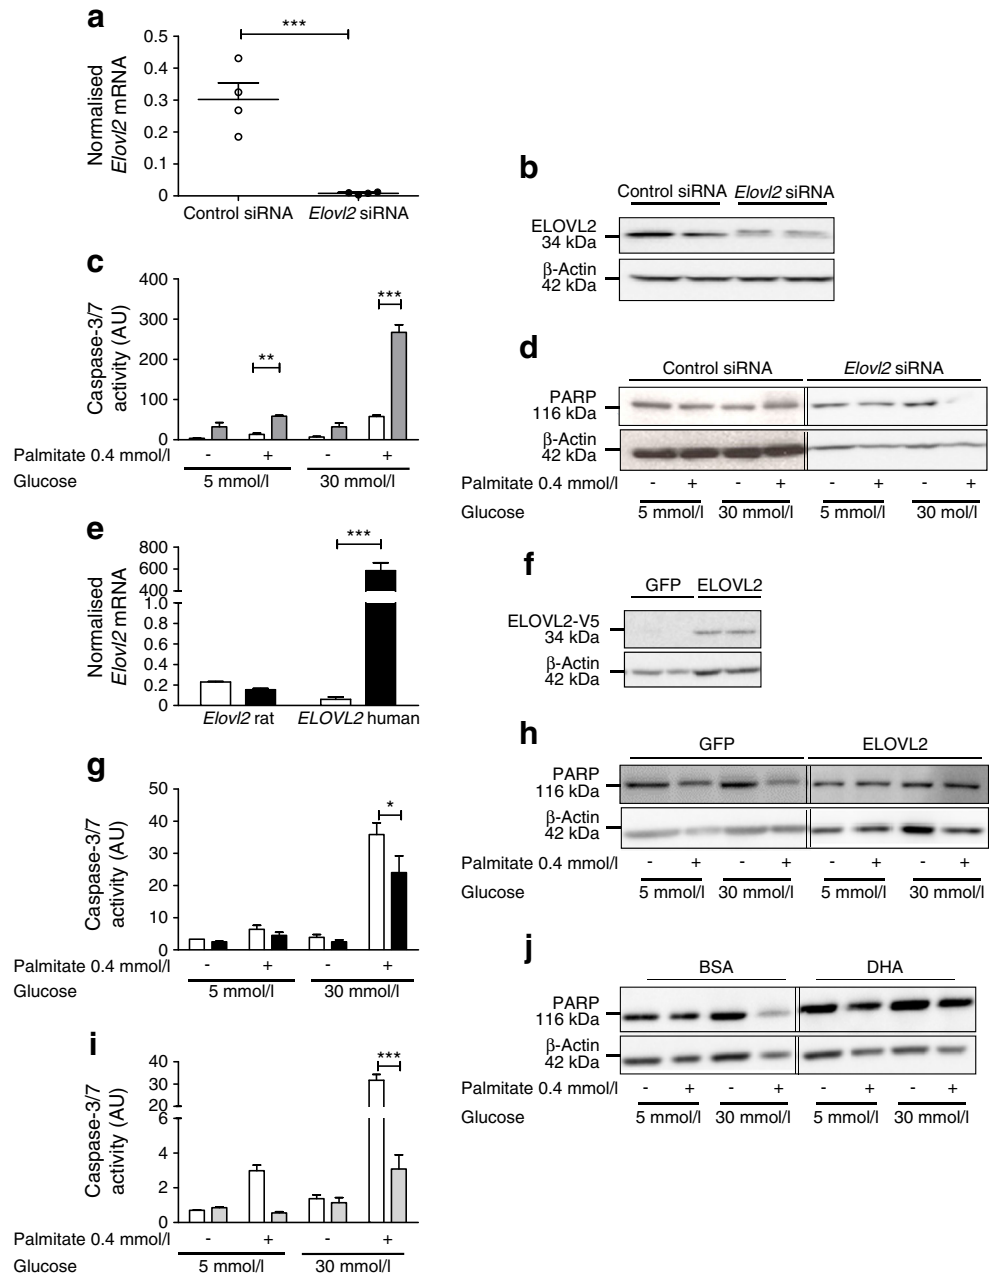 a
***
0.5
0.4
0.3
0.2
0.1
0
Normalised
Elovl2 mRNA
Control siRNA
Elovl2 siRNA
b
Control siRNA
Elovl2 siRNA
ELOVL2
34 kDa
β-Actin
42 kDa
c
400
300
200
100
0
Caspase-3/7
activity (AU)
**
***
Palmitate 0.4 mmol/l - + - +
Glucose 5 mmol/l 30 mmol/l
d
Control siRNA
Elovl2 siRNA
PARP
116 kDa
β-Actin
42 kDa
Palmitate 0.4 mmol/l - + - + - + - +
Glucose 5 mmol/l 30 mmol/l 5 mmol/l 30 mol/l
e
800
600
400
1.0
0.8
0.6
0.4
0.2
0
Normalised
Elovl2 mRNA
***
Elovl2 rat
ELOVL2 human
f
GFP
ELOVL2
ELOVL2-V5
34 kDa
β-Actin
42 kDa
g
50
40
30
20
10
0
Caspase-3/7
activity (AU)
*
Palmitate 0.4 mmol/l - + - +
Glucose 5 mmol/l 30 mmol/l
h
GFP
ELOVL2
PARP
116 kDa
β-Actin
42 kDa
Palmitate 0.4 mmol/l - + - + - + - +
Glucose 5 mmol/l 30 mmol/l 5 mmol/l 30 mmol/l
i
40
30
20
6
4
2
0
Caspase-3/7
activity (AU)
***
Palmitate 0.4 mmol/l - + - +
Glucose 5 mmol/l 30 mmol/l
j
BSA
DHA
PARP
116 kDa
β-Actin
42 kDa
Palmitate 0.4 mmol/l - + - + - + - +
Glucose 5 mmol/l 30 mmol/l 5 mmol/l 30 mmol/l